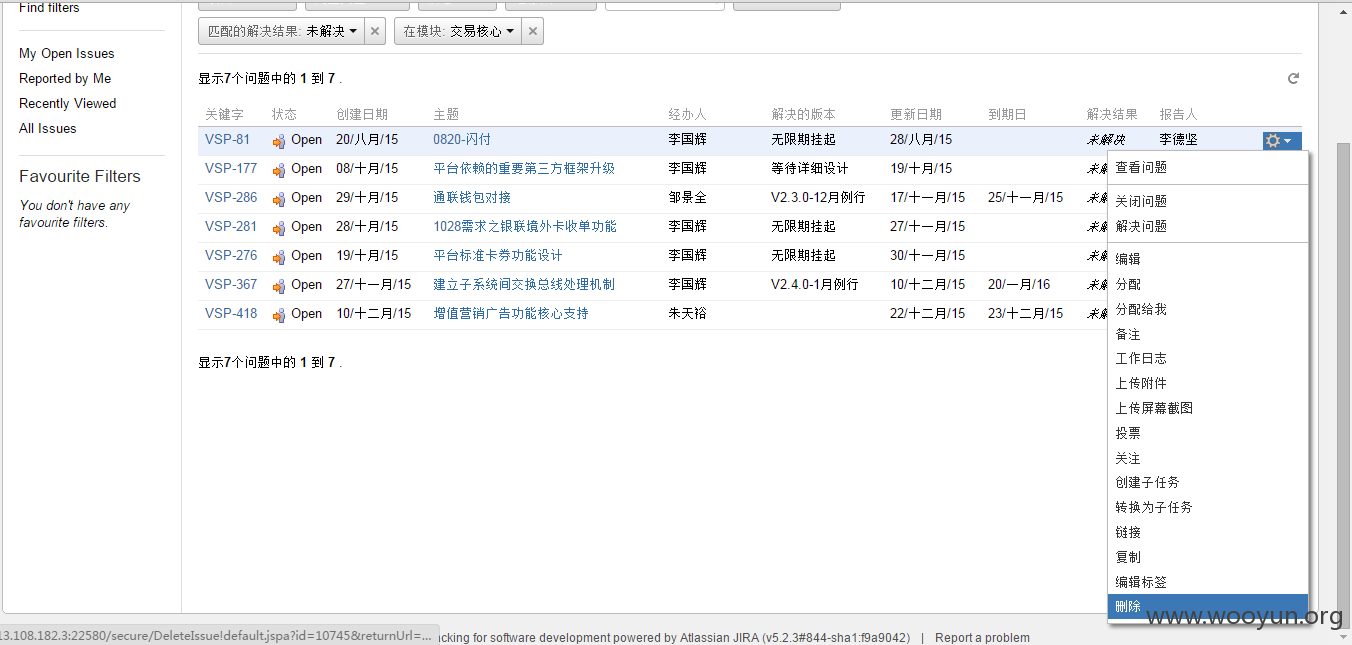 Find filters
匹配的解决结果: 未解决
在模块: 交易核心
My Open Issues
Reported by Me
Recently Viewed
All Issues
Favourite Filters
You don't have any
favourite filters.
显示7个问题中的 1 到 7 .
关键字 状态 创建日期 主题 经办人 解决的版本 更新日期 到期日 解决结果 报告人
VSP-81 Open 20/八月/15 0820-闪付 李国辉 无限期挂起 28/八月/15 未解决 李德坚
VSP-177 Open 08/十月/15 平台依赖的重要第三方框架升级 李国辉 等待详细设计 19/十月/15 未
VSP-286 Open 29/十月/15 通联钱包对接 邹景全 V2.3.0-12月例行 17/十一月/15 25/十一月/15 未
VSP-281 Open 28/十月/15 1028需求之银联境外卡收单功能 李国辉 无限期挂起 27/十一月/15 未
VSP-276 Open 19/十月/15 平台标准卡券功能设计 李国辉 无限期挂起 30/十一月/15 未
VSP-367 Open 27/十一月/15 建立子系统间交换总线处理机制 李国辉 V2.4.0-1月例行 10/十二月/15 20/一月/16 未
VSP-418 Open 10/十二月/15 增值营销广告功能核心支持 朱天裕 22/十二月/15 23/十二月/15 未
显示7个问题中的 1 到 7 .
查看问题
关闭问题
解决问题
编辑
分配
分配给我
备注
工作日志
上传附件
上传屏幕截图
投票
关注
创建子任务
转换为子任务
链接
复制
编辑标签
删除
www.wooyun.org
13.108.182.3:22580/secure/DeleteIssue!default.jspa?id=10745&returnUrl=...
acking for software development powered by Atlassian JIRA (v5.2.3#844-sha1:f9a9042) | Report a problem